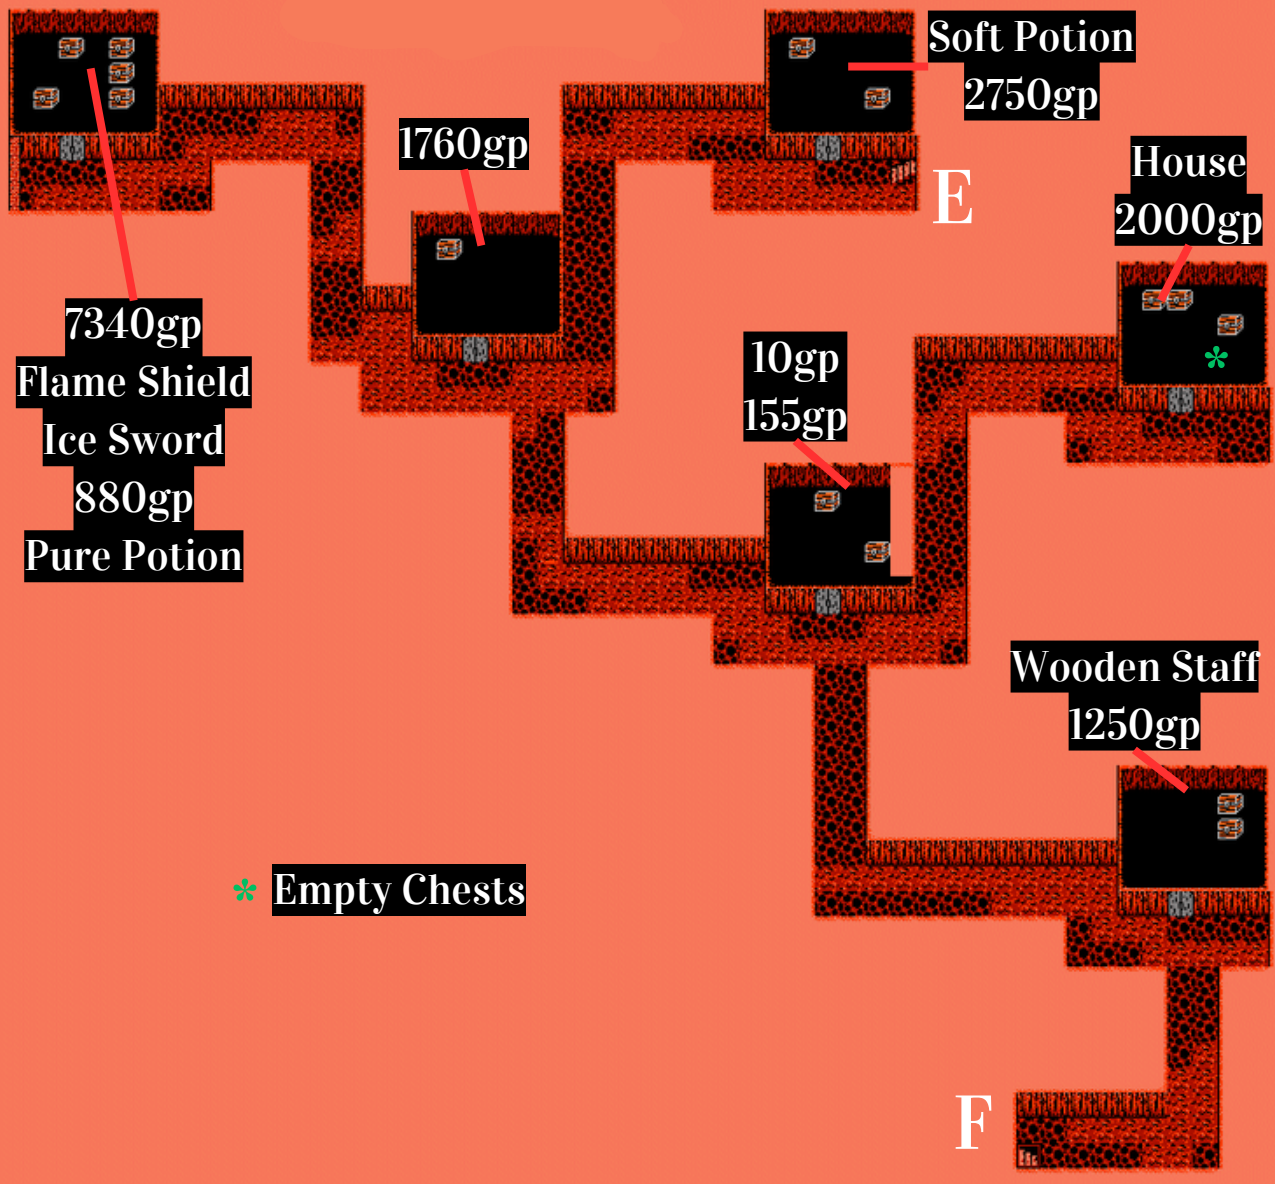 Soft Potion
2750gp
1760gp
E
House
2000gp
7340gp
Flame Shield
Ice Sword
880gp
Pure Potion
10gp
155gp
*
Wooden Staff
1250gp
* Empty Chests
F